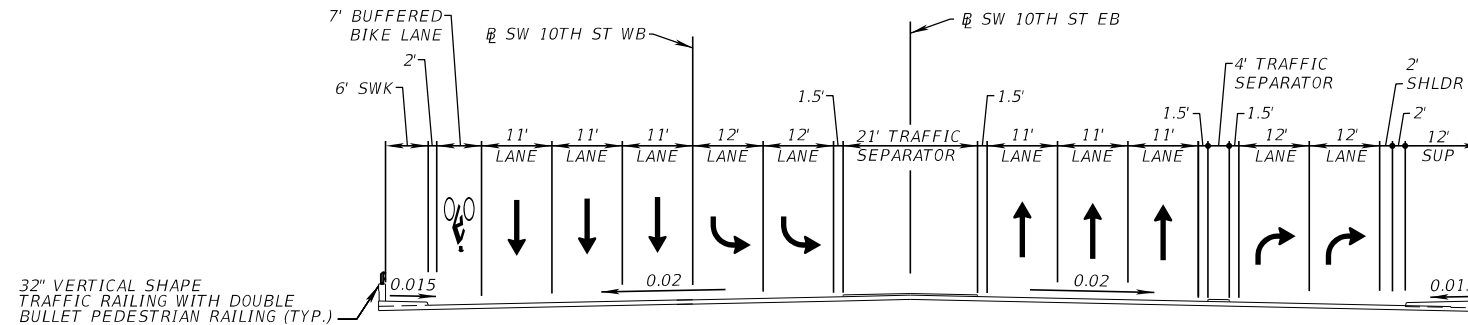 7' BUFFERED
BIKE LANE
2'
6' SWK
℄ SW 10TH ST WB
℄ SW 10TH ST EB
4' TRAFFIC
SEPARATOR
2'
SHLDR
1.5'
1.5'
1.5'
1.5'
2'
11'
LANE
11'
LANE
11'
LANE
12'
LANE
12'
LANE
21' TRAFFIC
SEPARATOR
11'
LANE
11'
LANE
11'
LANE
12'
LANE
12'
LANE
12'
SUP
0.015
0.02
0.02
32" VERTICAL SHAPE
TRAFFIC RAILING WITH DOUBLE
BULLET PEDESTRIAN RAILING (TYP.)